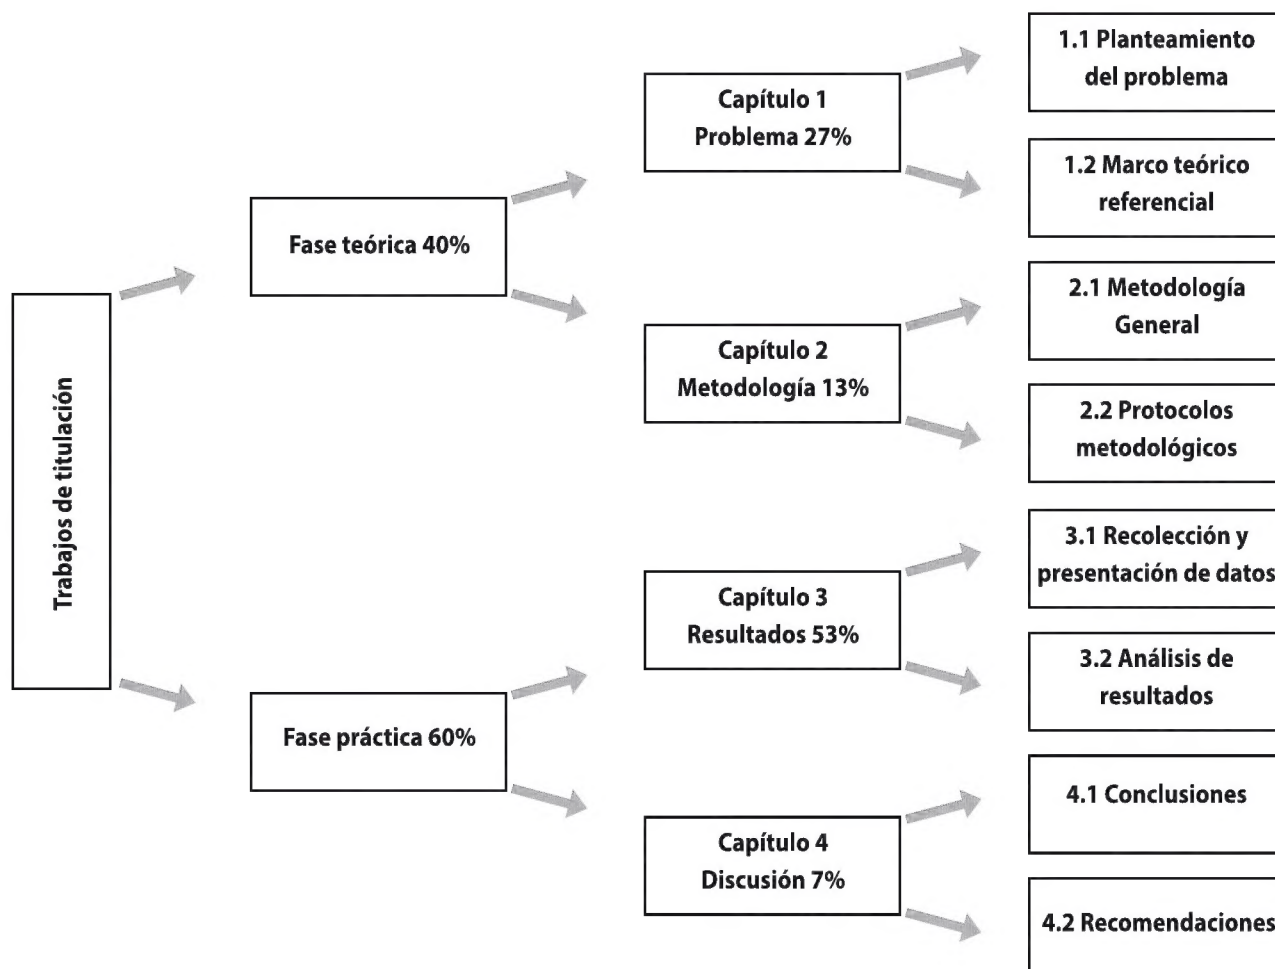 Trabajos de titulación
Fase teórica 40%
Capítulo 1
Problema 27%
1.1 Planteamiento
del problema
1.2 Marco teórico
referencial
Capítulo 2
Metodología 13%
2.1 Metodología
General
2.2 Protocolos
metodológicos
Fase práctica 60%
Capítulo 3
Resultados 53%
3.1 Recolección y
presentación de datos
3.2 Análisis de
resultados
Capítulo 4
Discusión 7%
4.1 Conclusiones
4.2 Recomendaciones